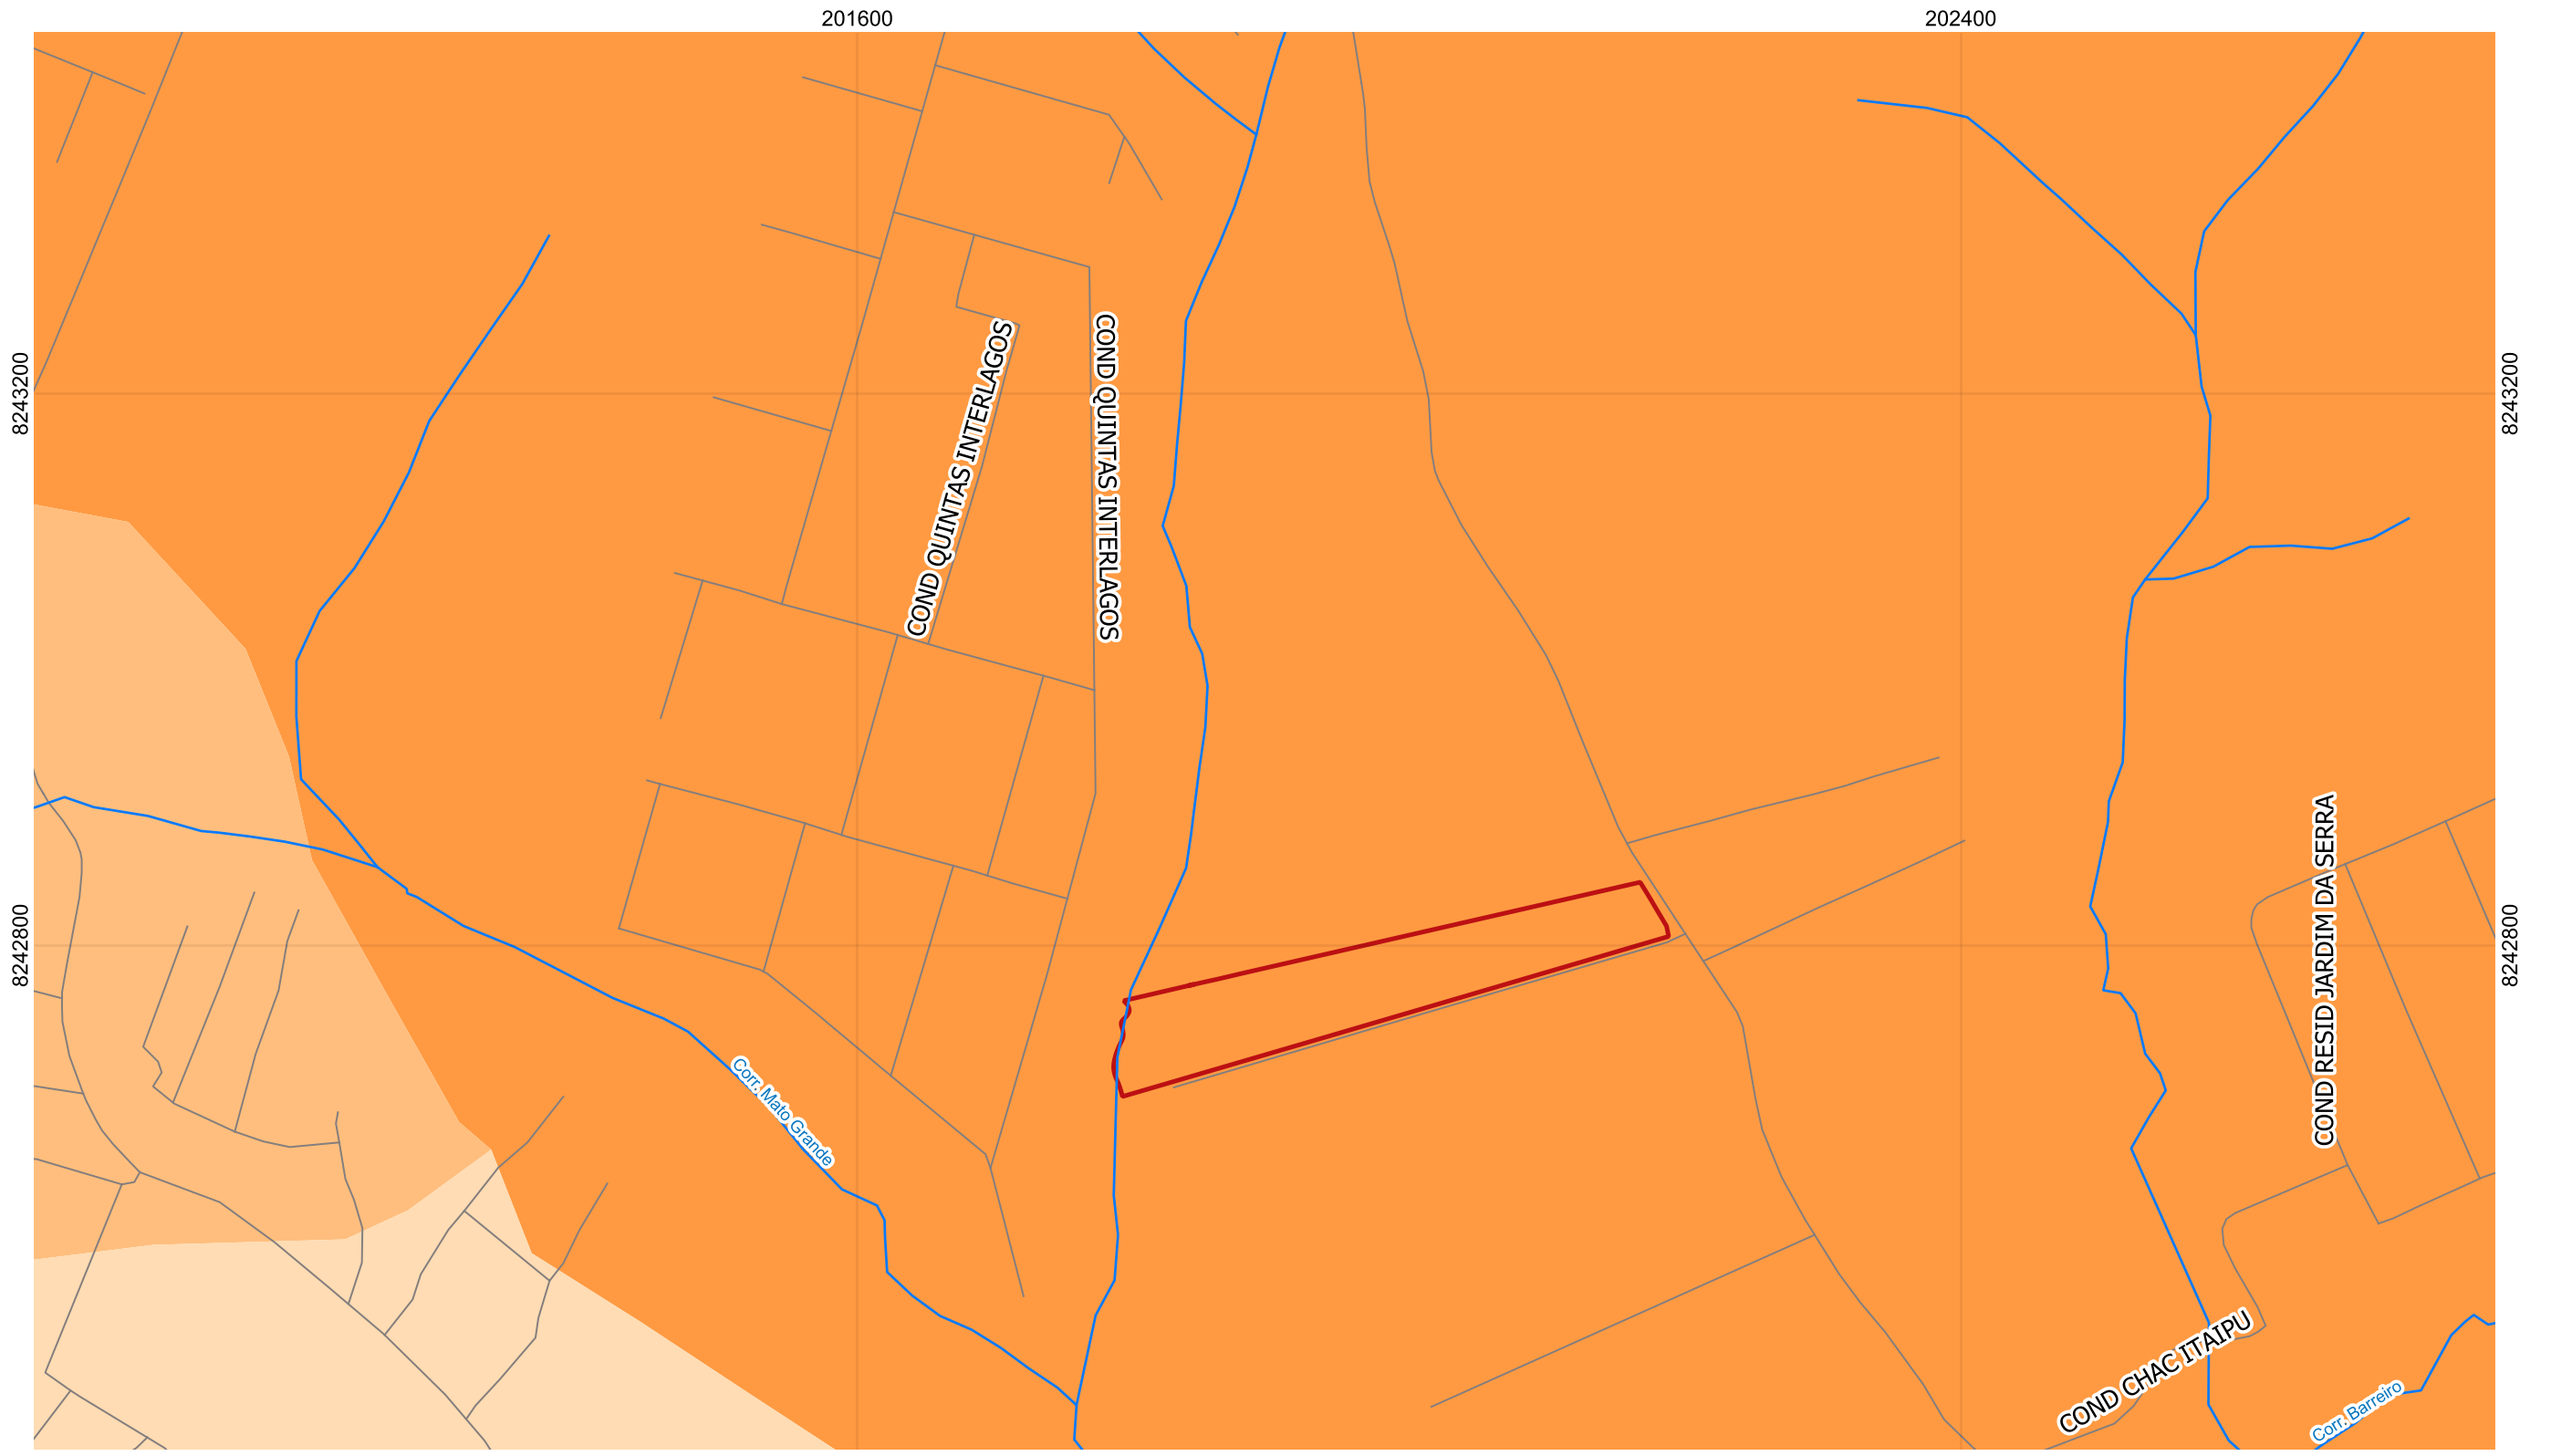 201600
202400
8243200
8243200
COND QUINTAS INTERLAGOS
COND QUINTAS INTERLAGOS
8242800
8242800
COND RESID JARDIM DA SERRA
Corr. Mato Grande
COND CHAC ITAIPU
Corr. Barreiro